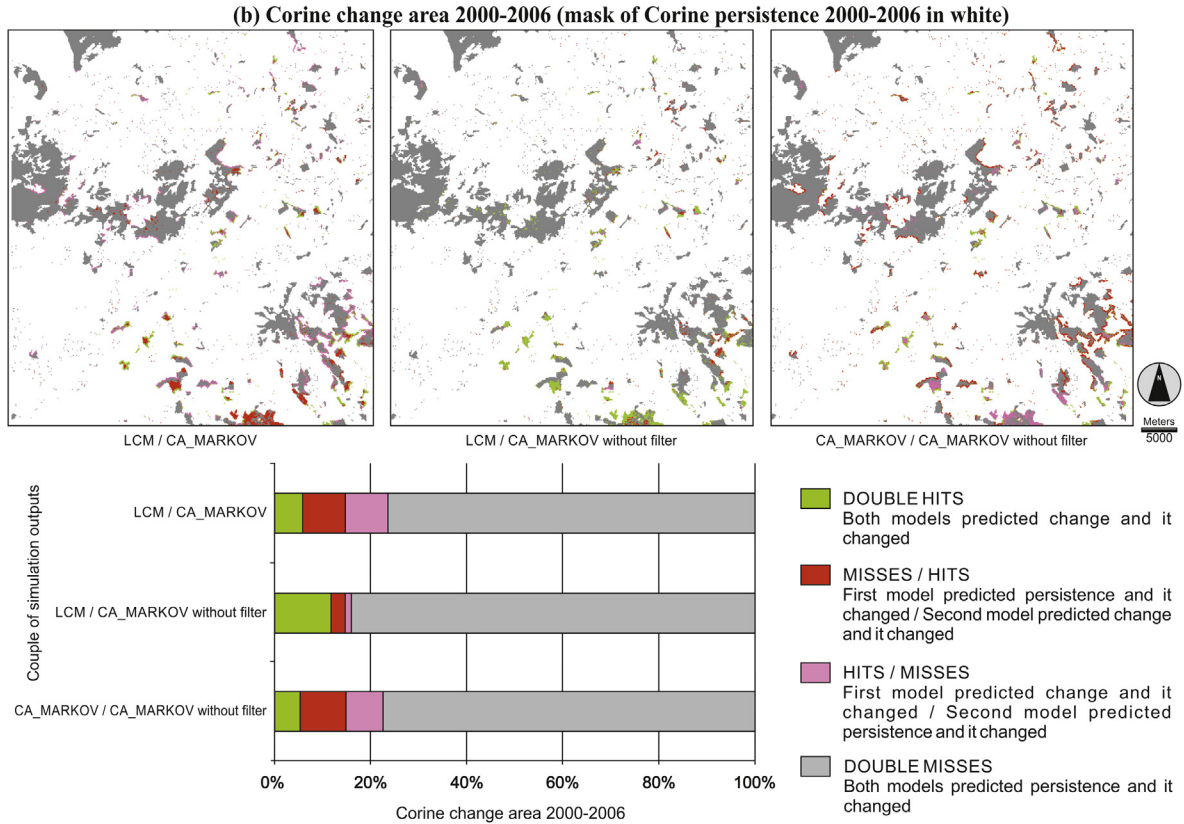 (b) Corine change area 2000-2006 (mask of Corine persistence 2000-2006 in white)
LCM / CA_MARKOV
LCM / CA_MARKOV without filter
CA_MARKOV / CA_MARKOV without filter
N
Meters
5000
Couple of simulation outputs
LCM / CA_MARKOV
LCM / CA_MARKOV without filter
CA_MARKOV / CA_MARKOV without filter
0% 20% 40% 60% 80% 100%
Corine change area 2000-2006
DOUBLE HITS
Both models predicted change and it
changed
MISSES / HITS
First model predicted persistence and it
changed / Second model predicted change
and it changed
HITS / MISSES
First model predicted change and it
changed / Second model predicted
persistence and it changed
DOUBLE MISSES
Both models predicted persistence and it
changed